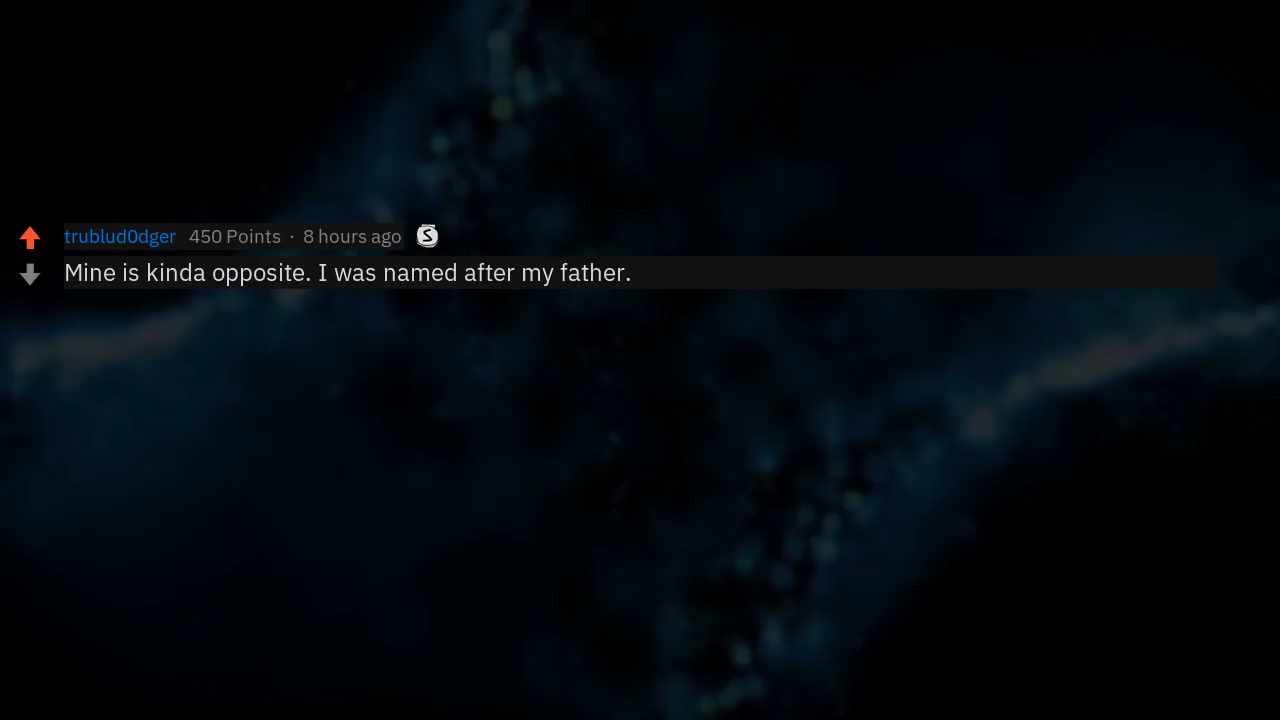 trublud0dger 450 Points · 8 hours ago S
Mine is kinda opposite. I was named after my father.